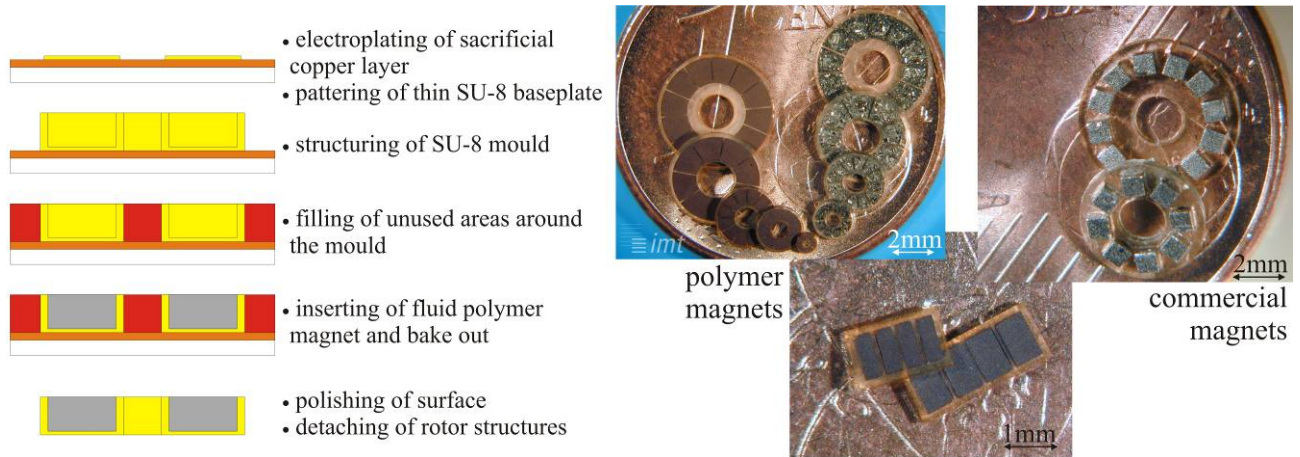 • electroplating of sacrificial
copper layer
• pattering of thin SU-8 baseplate
• structuring of SU-8 mould
• filling of unused areas around
the mould
• inserting of fluid polymer
magnet and bake out
• polishing of surface
• detaching of rotor structures
imt
2mm
polymer
magnets
2mm
commercial
magnets
1mm